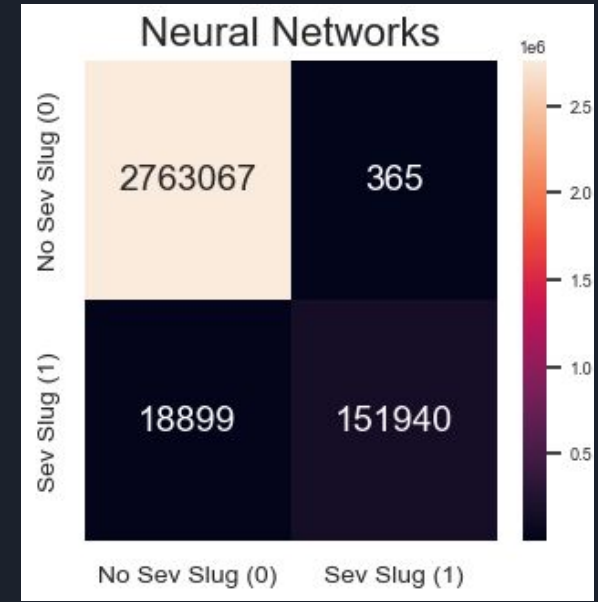 Neural Networks
1e6
No Sev Slug (0)
2763067
365
2.5
2.0
1.5
Sev Slug (1)
18899
151940
1.0
0.5
No Sev Slug (0)
Sev Slug (1)